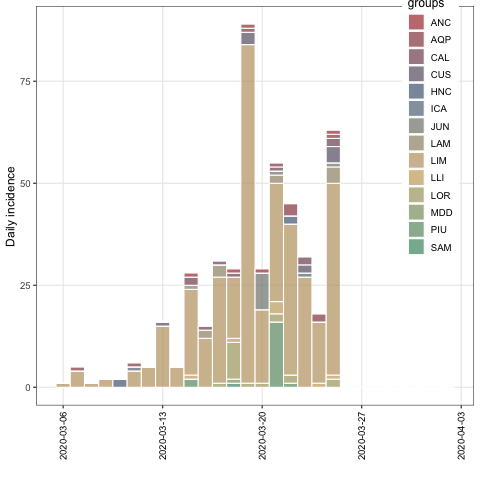 groups
ANC
AQP
CAL
CUS
HNC
ICA
JUN
LAM
LIM
LLI
LOR
MDD
PIU
SAM
Daily incidence
75
50
25
0
2020-03-06
2020-03-13
2020-03-20
2020-03-27
2020-04-03